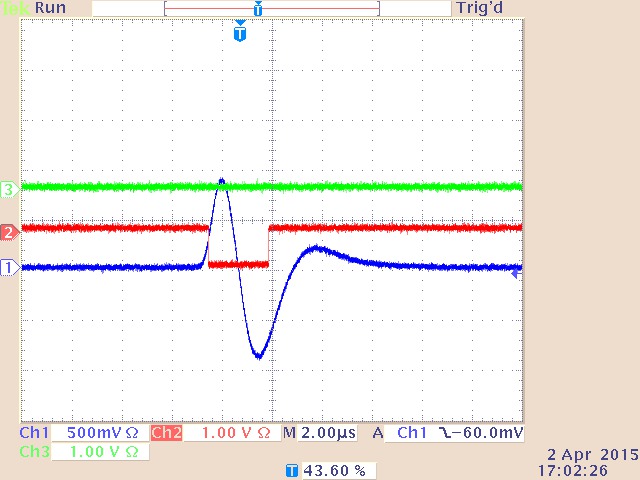 Tek Run Trig'd
T
T
3
2
1
Ch1 500mV Ω Ch2 1.00 V Ω M 2.00µs A Ch1 -60.0mV
Ch3 1.00 V Ω
T 43.60 %
2 Apr 2015
17:02:26